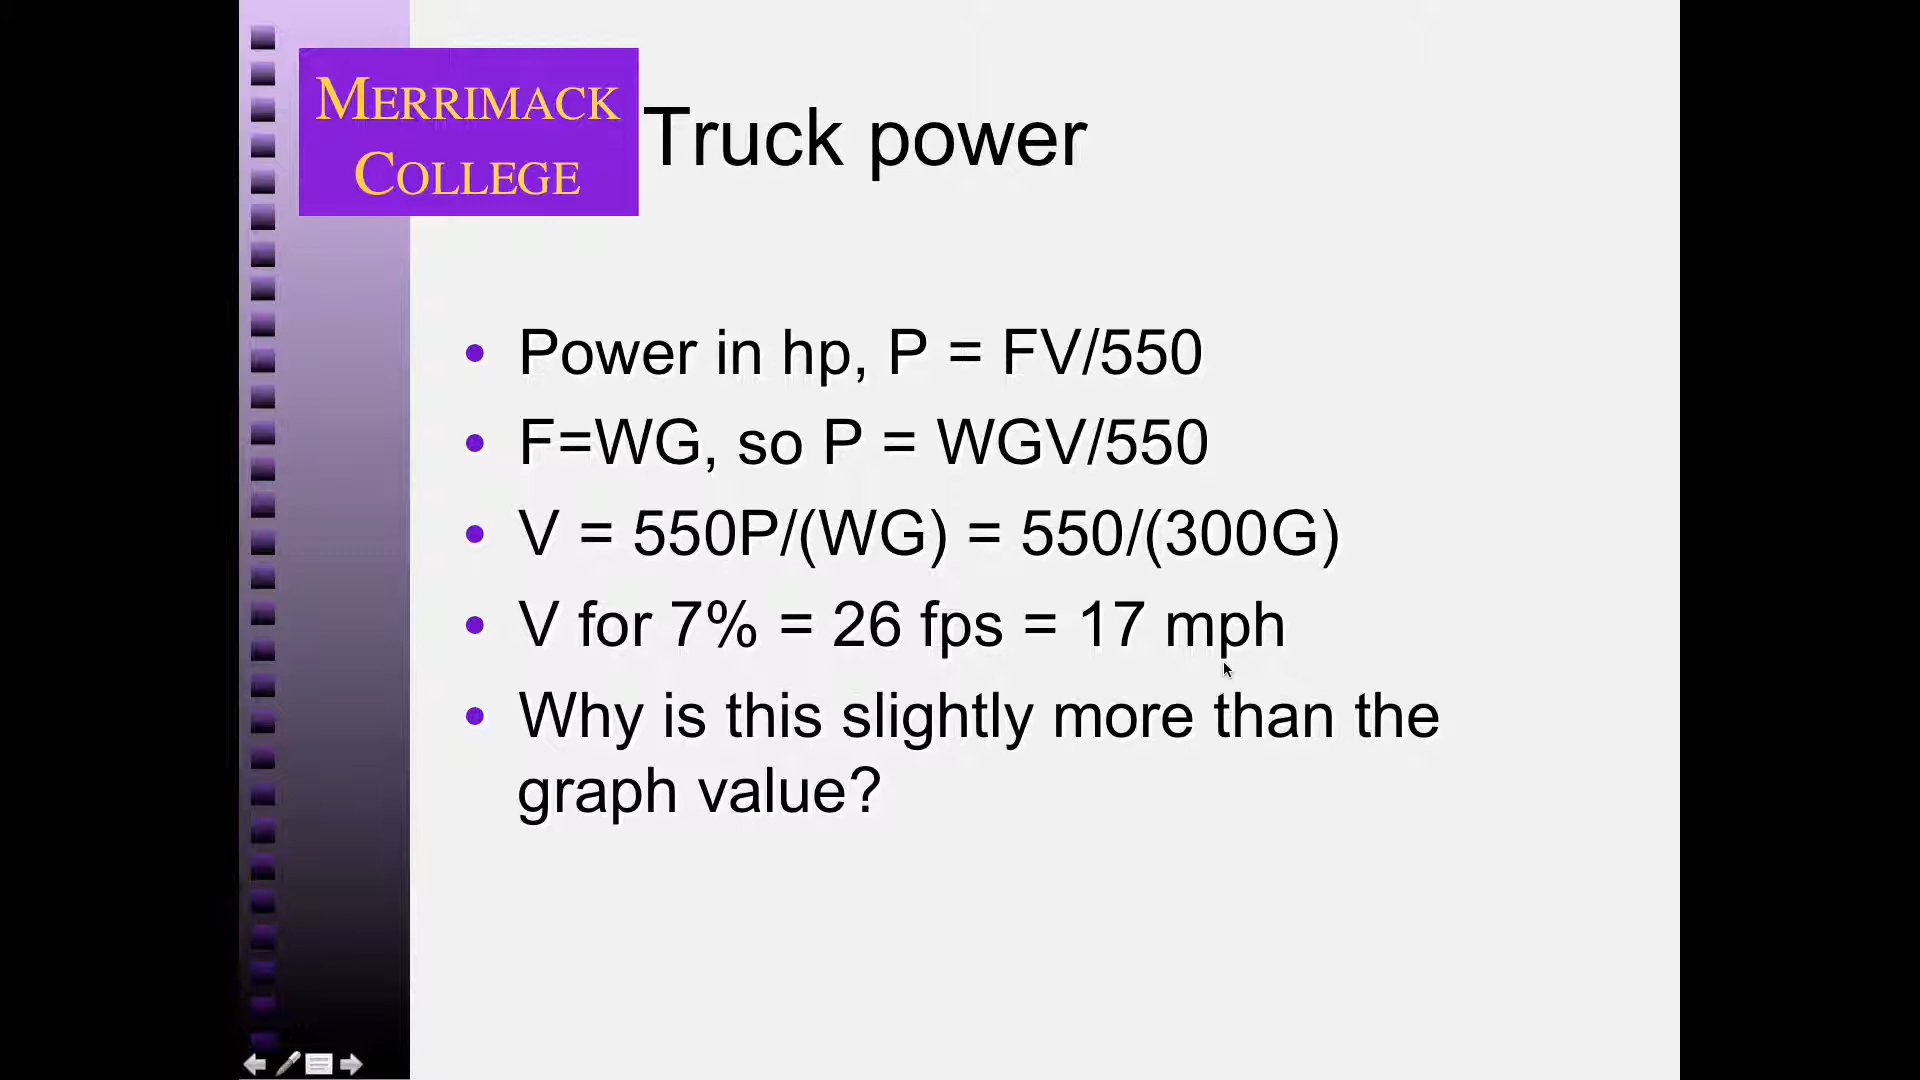 MERRIMACK
COLLEGE
Truck power
• Power in hp, P = FV/550
• F=WG, so P = WGV/550
• V = 550P/(WG) = 550/(300G)
• V for 7% = 26 fps = 17 mph
• Why is this slightly more than the
graph value?